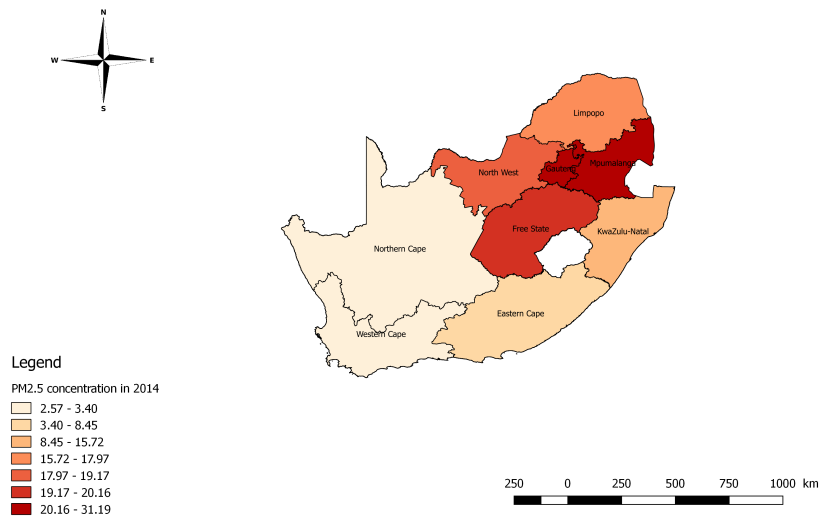 N
W E
S
Limpopo
North West
Gauteng
Mpumalanga
Free State
KwaZulu-Natal
Northern Cape
Eastern Cape
Western Cape
Legend
PM2.5 concentration in 2014
2.57 - 3.40
3.40 - 8.45
8.45 - 15.72
15.72 - 17.97
17.97 - 19.17
19.17 - 20.16
20.16 - 31.19
250 0 250 500 750 1000 km